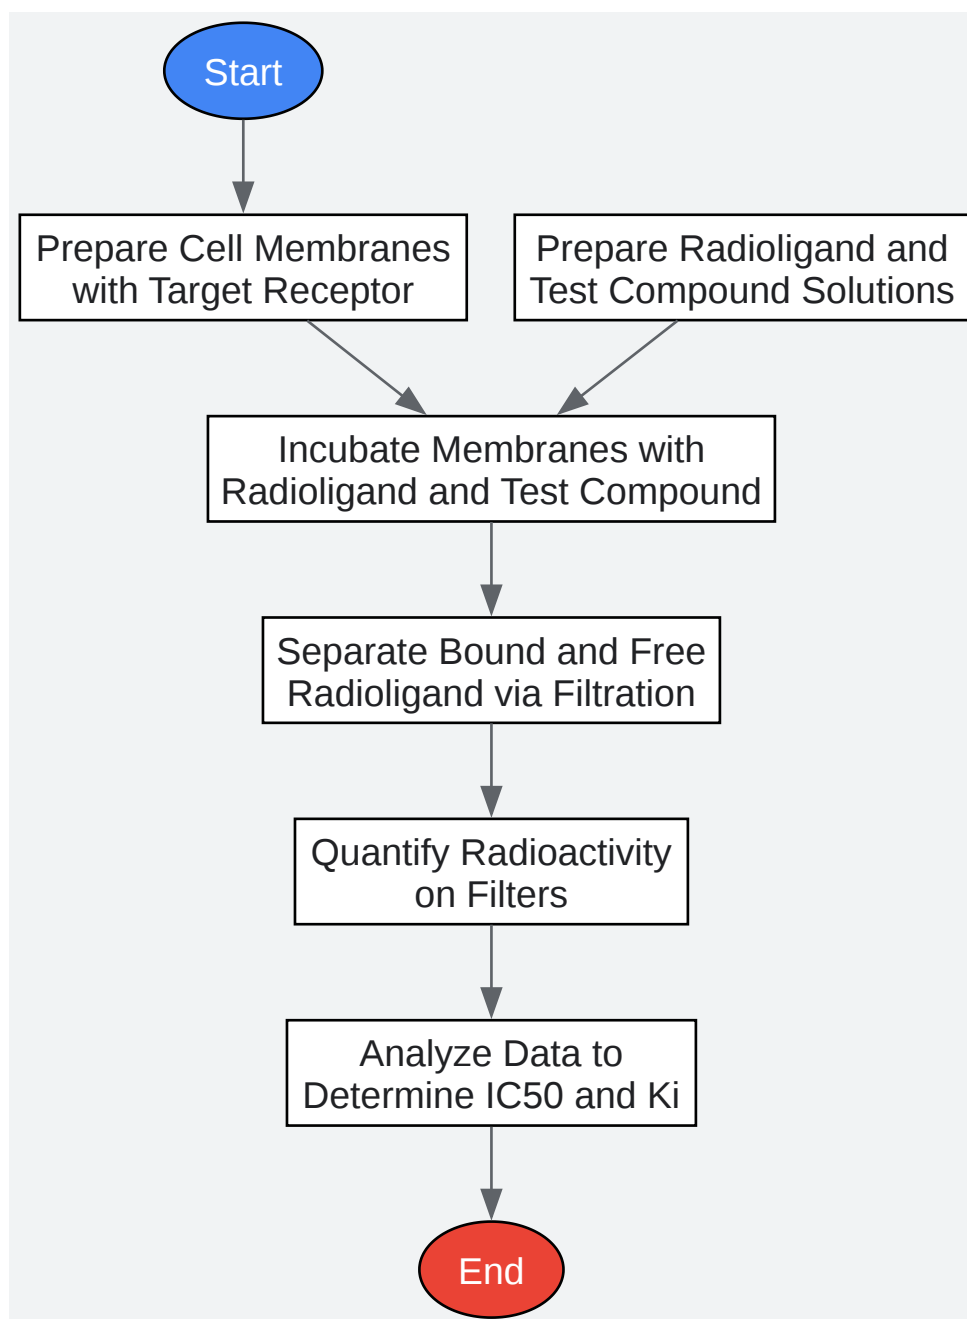 Start
Prepare Cell Membranes
with Target Receptor
Prepare Radioligand and
Test Compound Solutions
Incubate Membranes with
Radioligand and Test Compound
Separate Bound and Free
Radioligand via Filtration
Quantify Radioactivity
on Filters
Analyze Data to
Determine IC50 and Ki
End